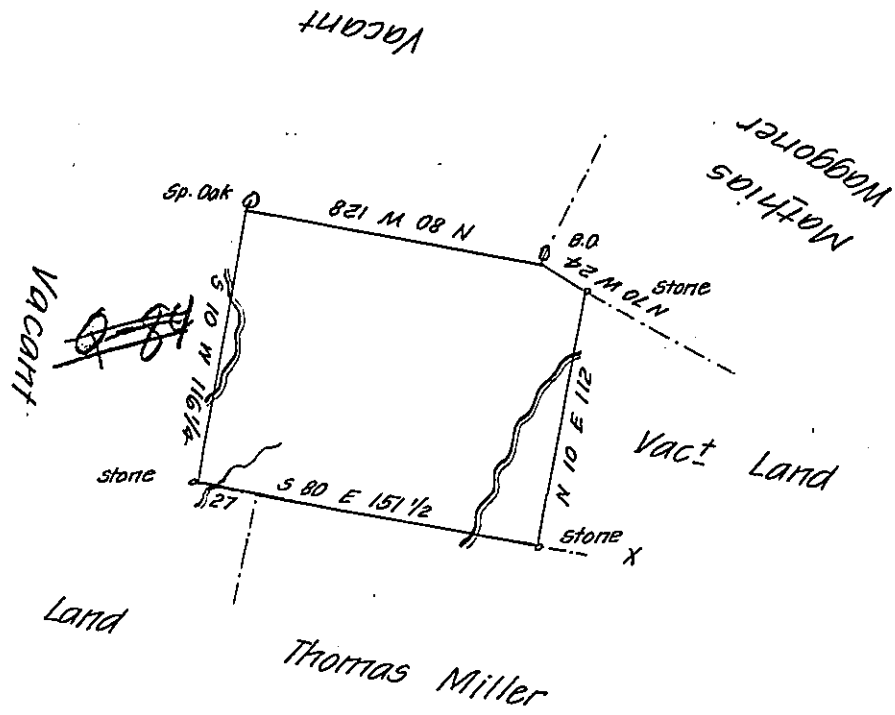 Vacant
Mathias
Waggoner
Sp. Oak
N 80 W 128
B.O.
N 70 W 24
stone
Vacant
Q-84
S 10 W 116 1/4
N 10 E 112
Vac.t Land
stone
27
S 80 E 151 1/2
stone
X
Land
Thomas Miller